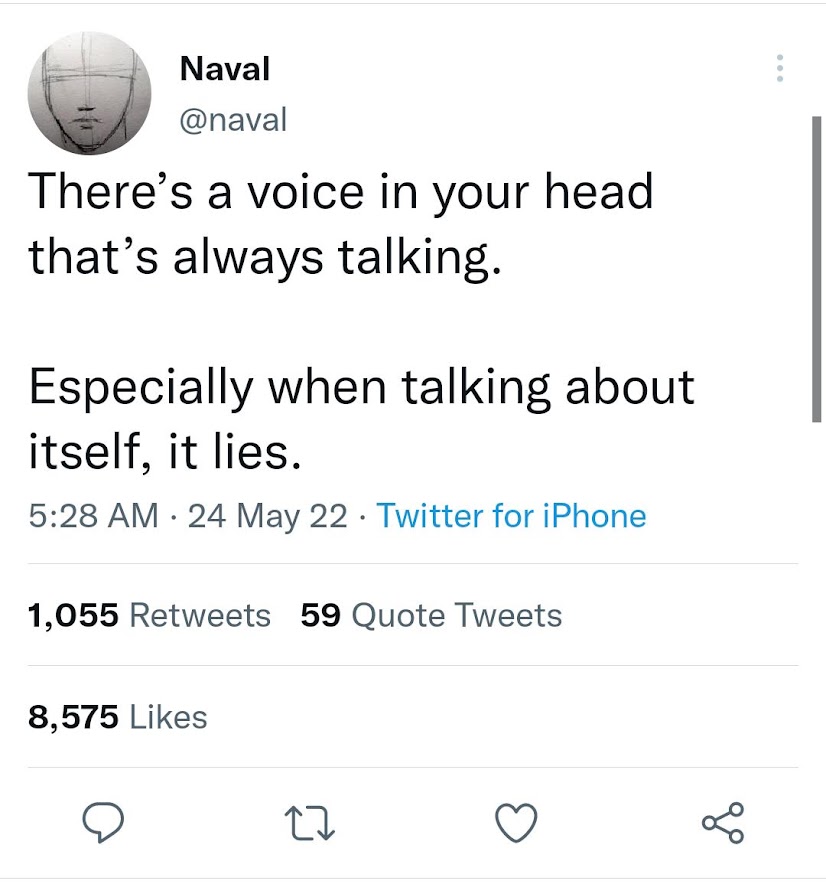 Naval
@naval
There’s a voice in your head
that’s always talking.
Especially when talking about
itself, it lies.
5:28 AM · 24 May 22 · Twitter for iPhone
1,055 Retweets 59 Quote Tweets
8,575 Likes